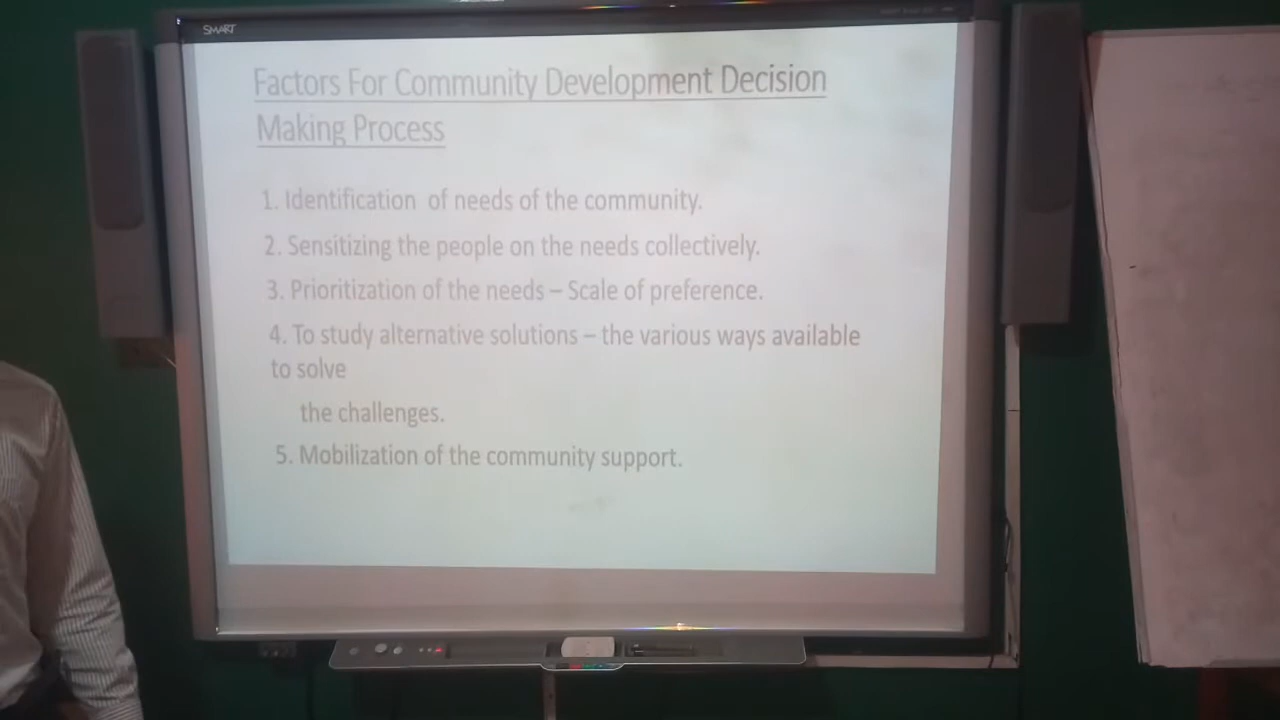 SMART
Factors For Community Development Decision
Making Process
1. Identification of needs of the community.
2. Sensitizing the people on the needs collectively.
3. Prioritization of the needs – Scale of preference.
4. To study alternative solutions – the various ways available
to solve
the challenges.
5. Mobilization of the community support.